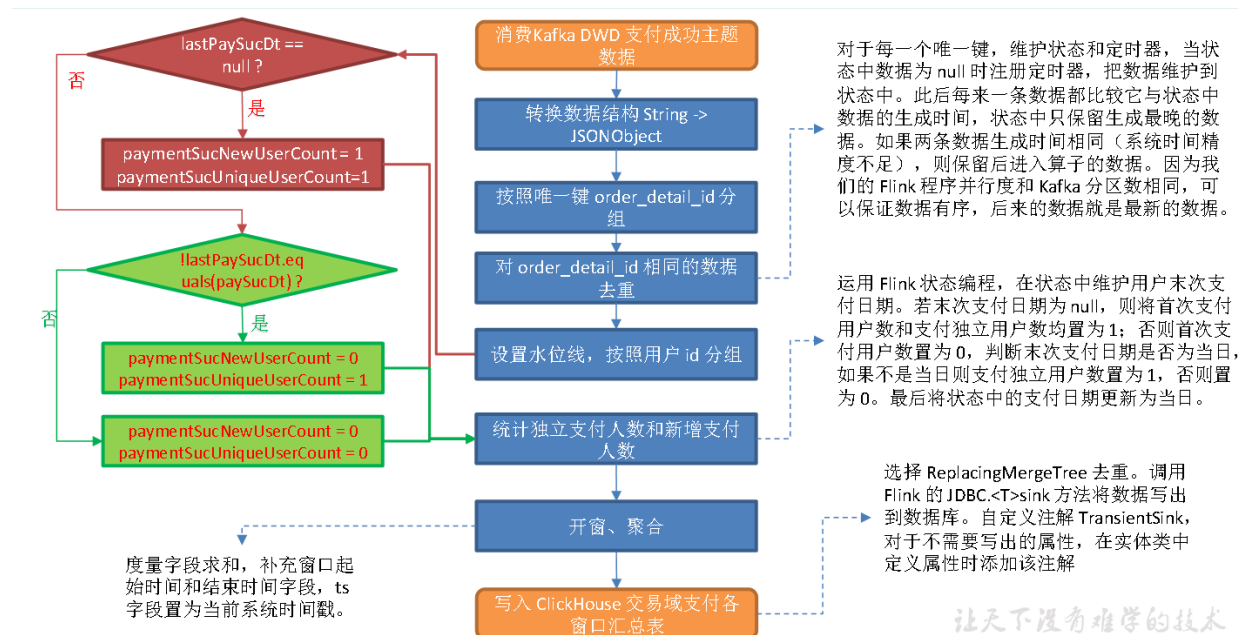 lastPaySucDt ==
null ?
否
是
paymentSucNewUserCount = 1
paymentSucUniqueUserCount=1
!lastPaySucDt.eq
uals(paySucDt) ?
否
是
paymentSucNewUserCount = 0
paymentSucUniqueUserCount = 1
paymentSucNewUserCount = 0
paymentSucUniqueUserCount = 0
消费Kafka DWD 支付成功主题
数据
转换数据结构 String ->
JSONObject
按照唯一键 order_detail_id 分
组
对 order_detail_id 相同的数据
去重
设置水位线，按照用户 id 分组
统计独立支付人数和新增支付
人数
开窗、聚合
写入 ClickHouse 交易域支付各
窗口汇总表
度量字段求和，补充窗口起
始时间和结束时间字段，ts
字段置为当前系统时间戳。
对于每一个唯一键，维护状态和定时器，当状
态中数据为 null 时注册定时器，把数据维护到
状态中。此后每来一条数据都比较它与状态中
数据的生成时间，状态中只保留生成最晚的数
据。如果两条数据生成时间相同（系统时间精
度不足），则保留后进入算子的数据。因为我
们的 Flink 程序并行度和 Kafka 分区数相同，可
以保证数据有序，后来的数据就是最新的数据。
运用 Flink 状态编程，在状态中维护用户末次支
付日期。若末次支付日期为 null，则将首次支付
用户数和支付独立用户数均置为 1；否则首次支
付用户数置为 0，判断末次支付日期是否为当日，
如果不是当日则支付独立用户数置为 1，否则置
为 0。最后将状态中的支付日期更新为当日。
选择 ReplacingMergeTree 去重。调用
Flink 的 JDBC.<T>sink 方法将数据写出
到数据库。自定义注解 TransientSink，
对于不需要写出的属性，在实体类中
定义属性时添加该注解
让天下没有难学的技术